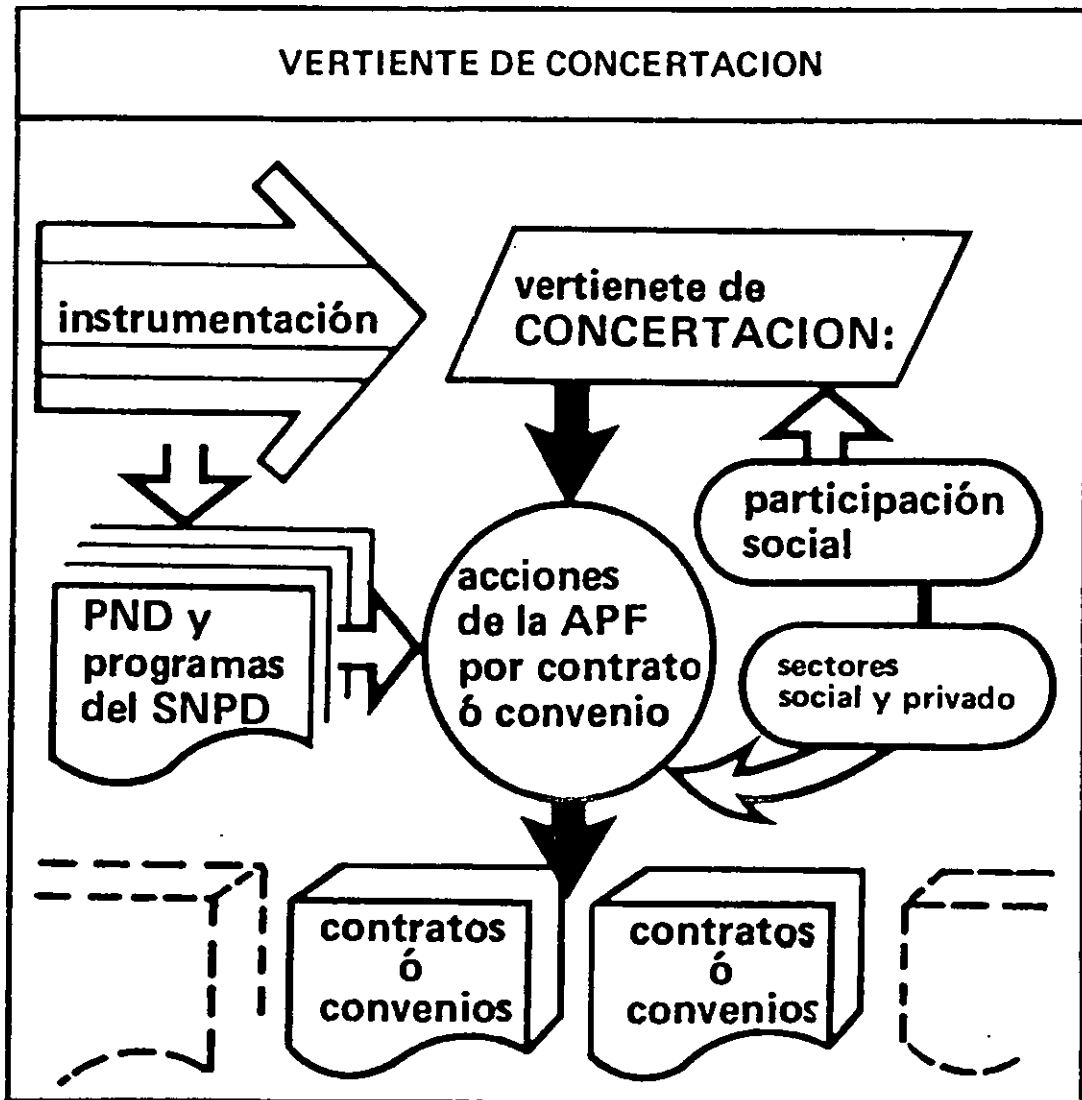 VERTIENTE DE CONCERTACION
instrumentación
vertienete de
CONCERTACION:
participación
social
acciones
de la APF
por contrato
ó convenio
PND y
programas
del SNPD
sectores
social y privado
contratos
ó
convenios
contratos
ó
convenios